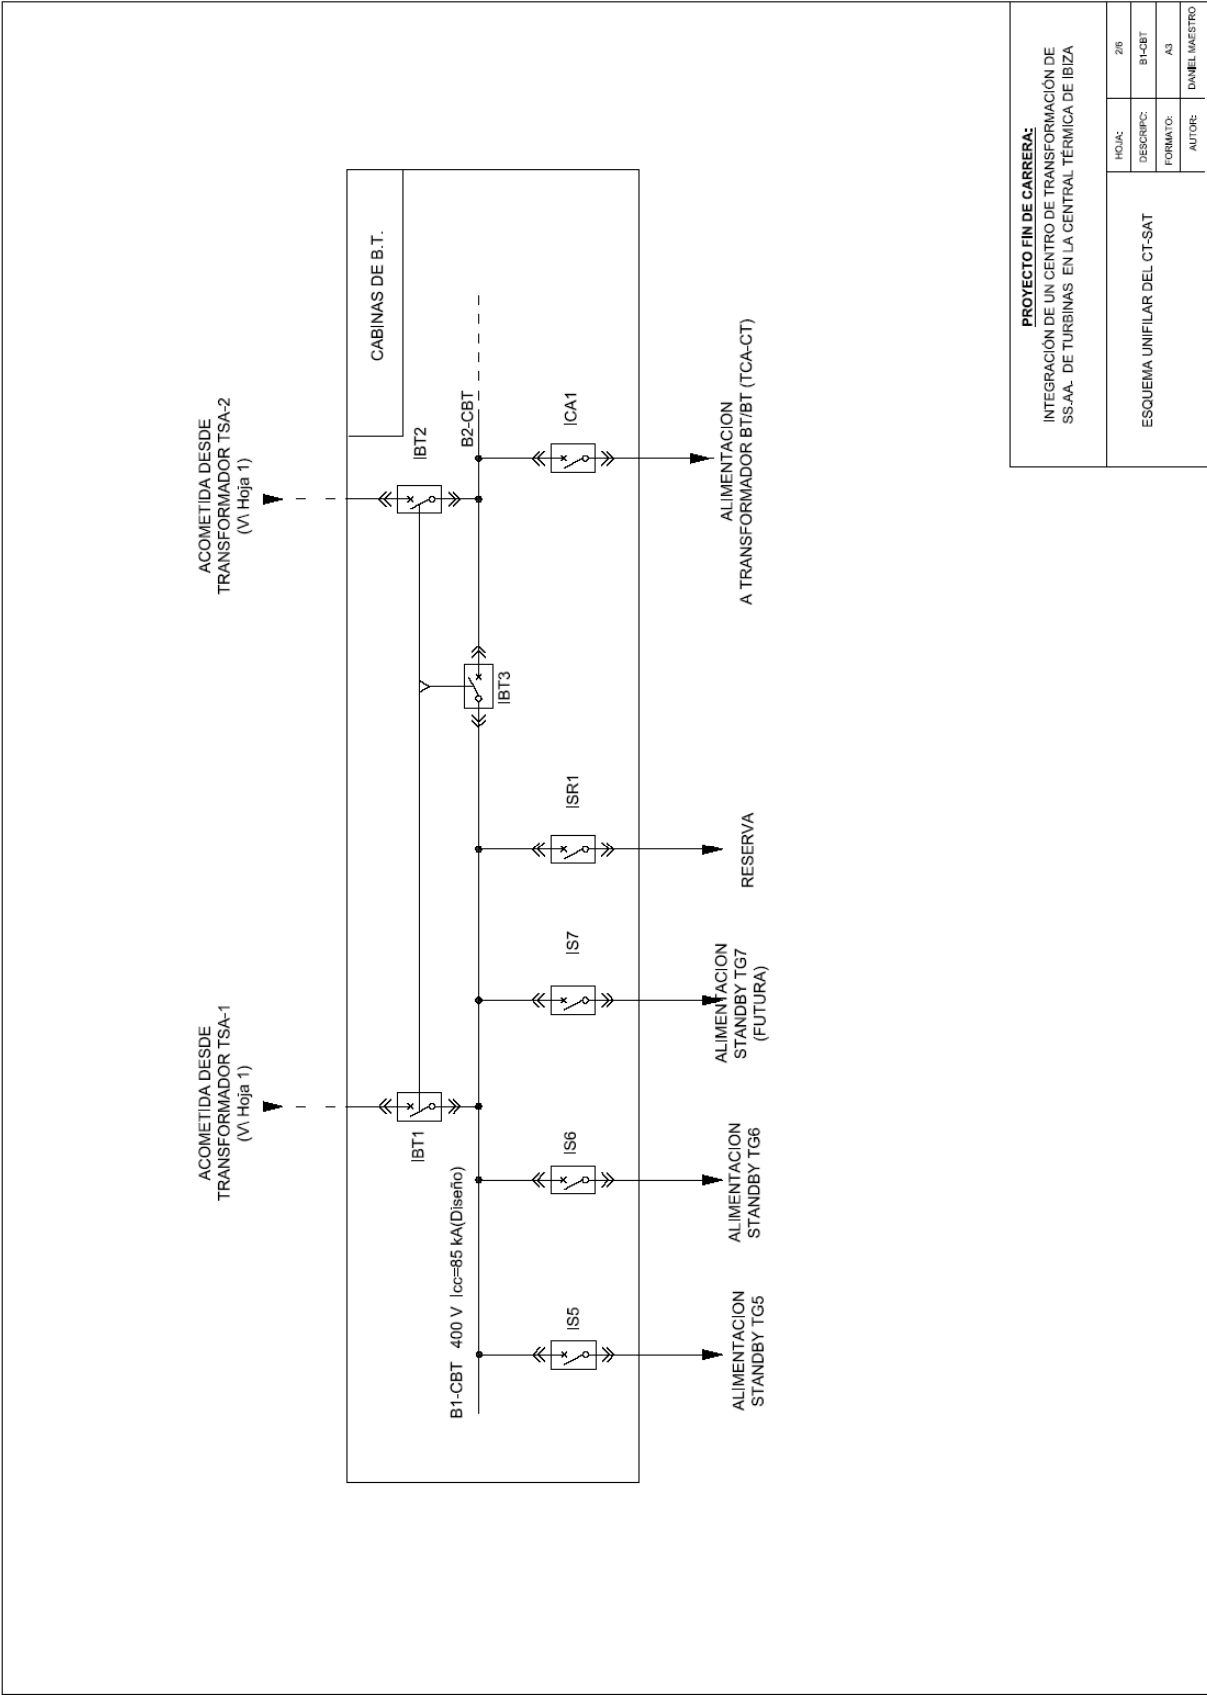 ACOMETIDA DESDE
TRANSFORMADOR TSA-1
(V\ Hoja 1)
ACOMETIDA DESDE
TRANSFORMADOR TSA-2
(V\ Hoja 1)
CABINAS DE B.T.
IBT1
IBT2
B1-CBT 400 V Icc=85 kA(Diseño)
B2-CBT
IBT3
IS5
IS6
IS7
ISR1
ICA1
ALIMENTACION
STANDBY TG5
ALIMENTACION
STANDBY TG6
ALIMENTACION
STANDBY TG7
(FUTURA)
RESERVA
ALIMENTACION
A TRANSFORMADOR BT/BT (TCA-CT)
PROYECTO FIN DE CARRERA:
INTEGRACIÓN DE UN CENTRO DE TRANSFORMACIÓN DE
SS.AA. DE TURBINAS EN LA CENTRAL TÉRMICA DE IBIZA
ESQUEMA UNIFILAR DEL CT-SAT
HOJA: 2/6
DESCRIPC: B1-CBT
FORMATO: A3
AUTOR: DANIEL MAESTRO